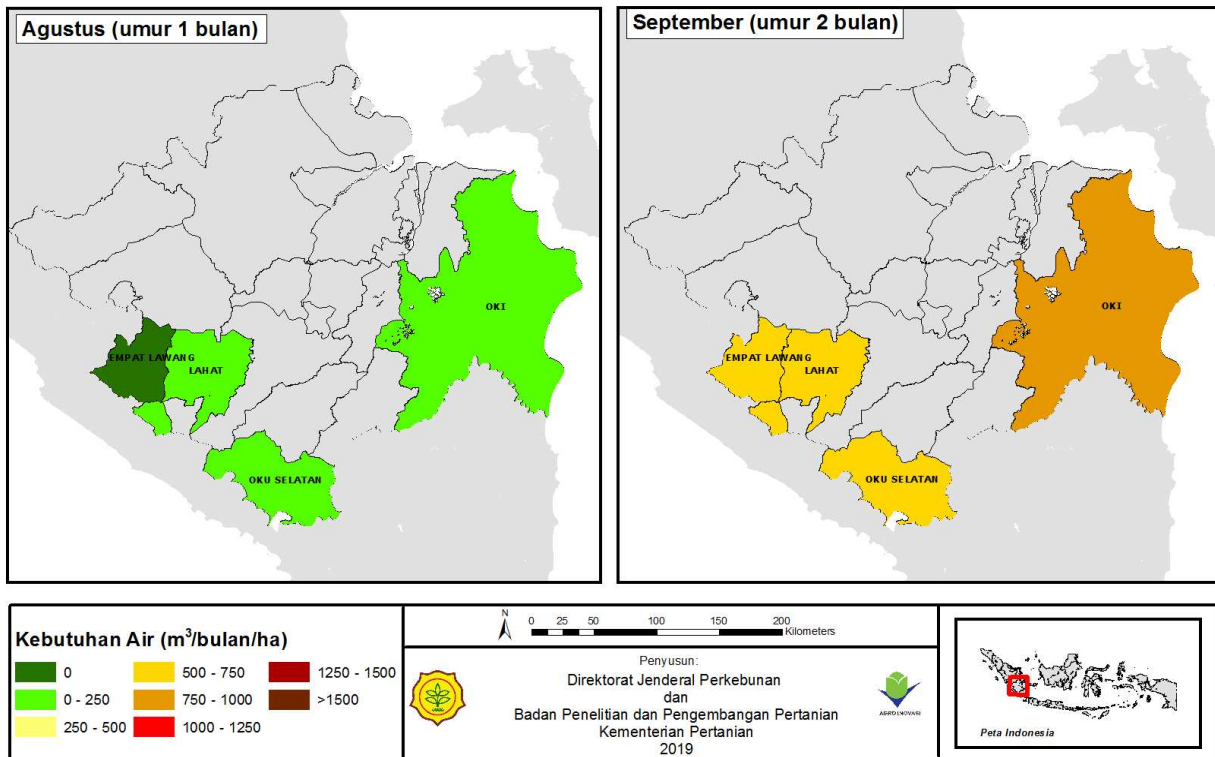 Agustus (umur 1 bulan)
EMPAT LAWANG
LAHAT
OKI
OKU SELATAN
September (umur 2 bulan)
EMPAT LAWANG
LAHAT
OKI
OKU SELATAN
Kebutuhan Air (m³/bulan/ha)
0
0 - 250
250 - 500
500 - 750
750 - 1000
1000 - 1250
1250 - 1500
>1500
N
0 25 50 100 150 200
Kilometers
Penyusun:
Direktorat Jenderal Perkebunan
dan
Badan Penelitian dan Pengembangan Pertanian
Kementerian Pertanian
2019
AGRO INOVASI
Peta Indonesia